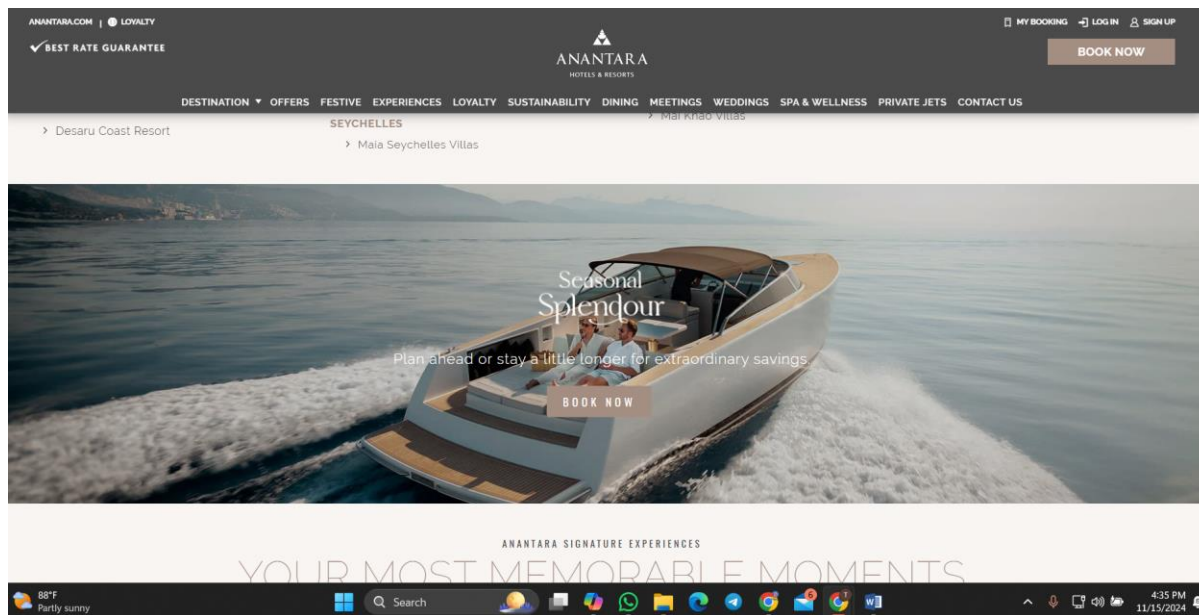 ANANTARA.COM | LOYALTY
MY BOOKING LOG IN SIGN UP
BEST RATE GUARANTEE
ANANTARA
HOTELS & RESORTS
BOOK NOW
DESTINATION OFFERS FESTIVE EXPERIENCES LOYALTY SUSTAINABILITY DINING MEETINGS WEDDINGS SPA & WELLNESS PRIVATE JETS CONTACT US
> Desaru Coast Resort
SEYCHELLES
> Maia Seychelles Villas
> Mai Khao Villas
Seasonal
Splendour
Plan ahead or stay a little longer for extraordinary savings.
BOOK NOW
ANANTARA SIGNATURE EXPERIENCES
YOUR MOST MEMORABLE MOMENTS
88°F
Partly sunny
Search
6
4:35 PM
11/15/2024